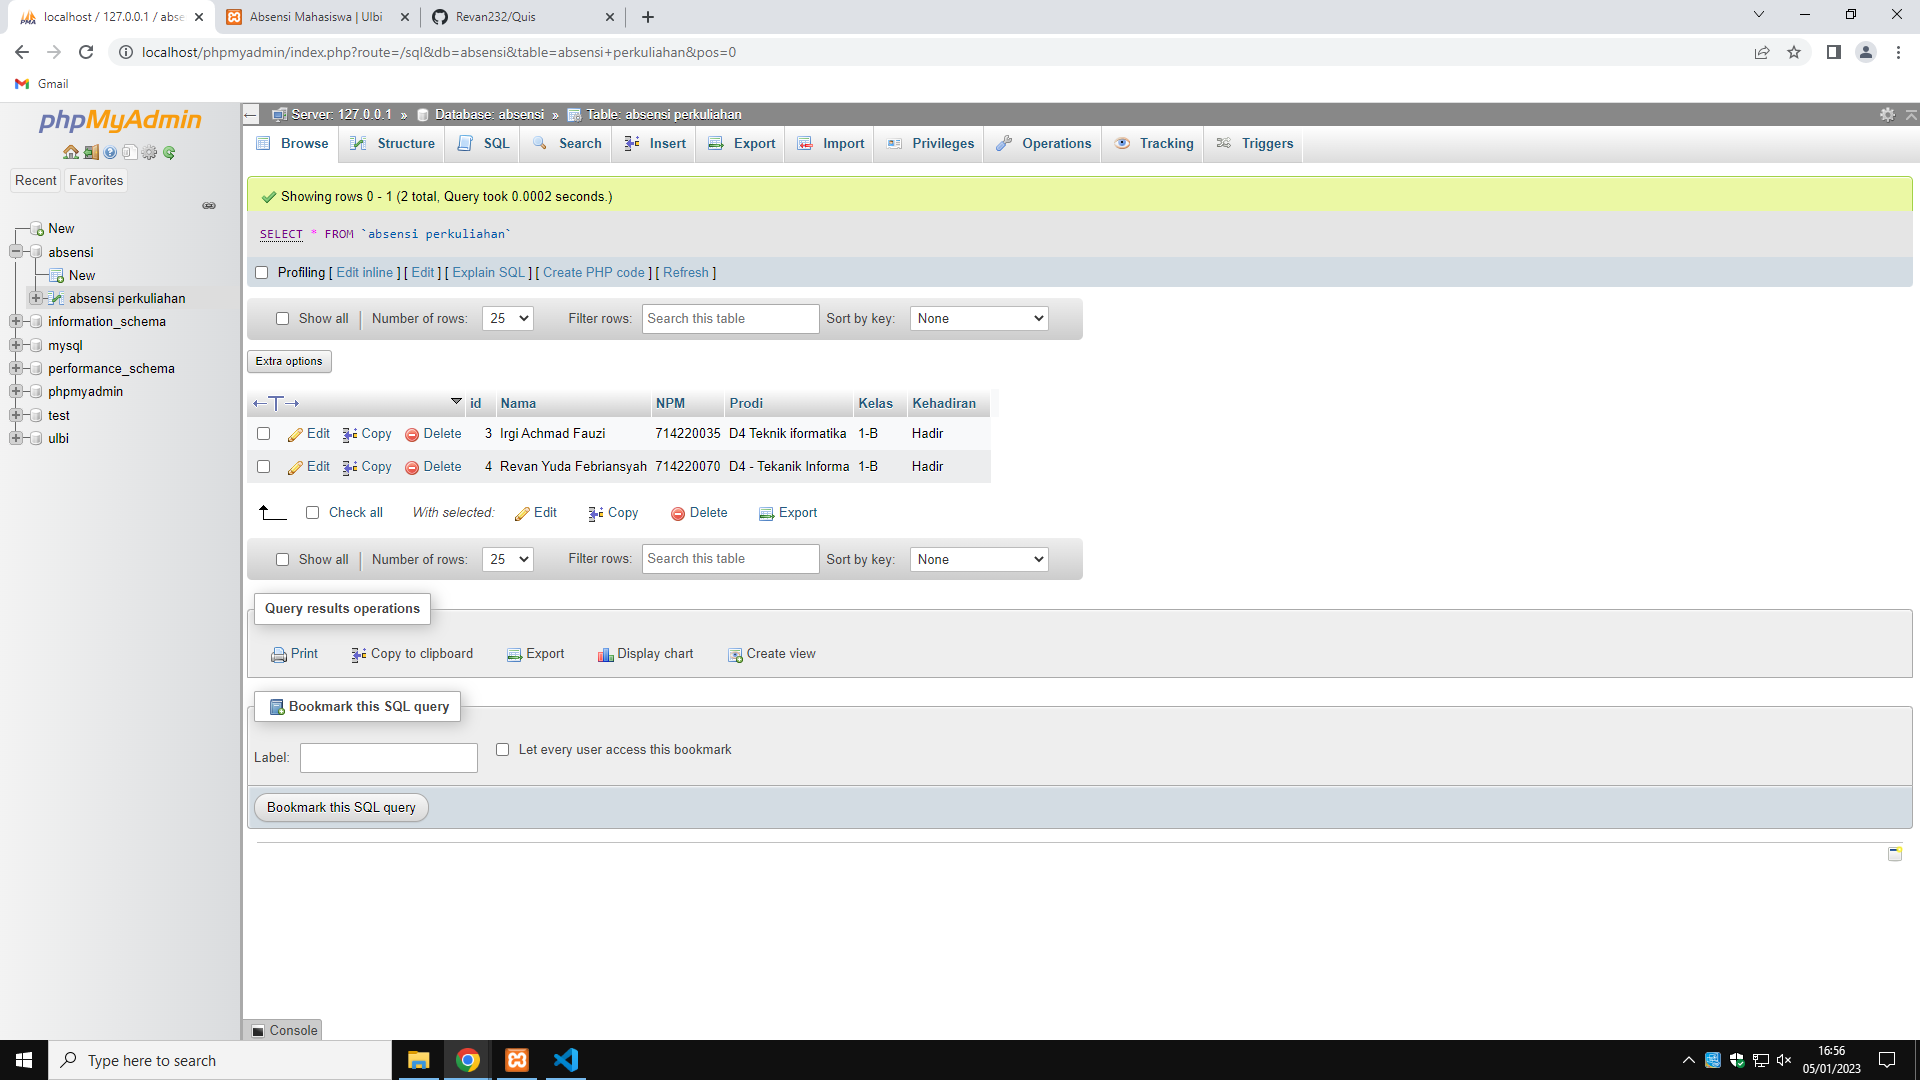 localhost / 127.0.0.1 / abse
Absensi Mahasiswa | Ulbi
Revan232/Quis
localhost/phpmyadmin/index.php?route=/sql&db=absensi&table=absensi+perkuliahan&pos=0
Gmail
phpMyAdmin
Recent Favorites
New
absensi
New
absensi perkuliahan
information_schema
mysql
performance_schema
phpmyadmin
test
ulbi
Server: 127.0.0.1 » Database: absensi » Table: absensi perkuliahan
Browse Structure SQL Search Insert Export Import Privileges Operations Tracking Triggers
Showing rows 0 - 1 (2 total, Query took 0.0002 seconds.)
SELECT * FROM `absensi perkuliahan`
Profiling [ Edit inline ] [ Edit ] [ Explain SQL ] [ Create PHP code ] [ Refresh ]
Show all | Number of rows: 25 Filter rows: Search this table Sort by key: None
Extra options
←T→ id Nama NPM Prodi Kelas Kehadiran
Edit Copy Delete 3 Irgi Achmad Fauzi 714220035 D4 Teknik iformatika 1-B Hadir
Edit Copy Delete 4 Revan Yuda Febriansyah 714220070 D4 - Tekanik Informa 1-B Hadir
Check all With selected: Edit Copy Delete Export
Show all | Number of rows: 25 Filter rows: Search this table Sort by key: None
Query results operations
Print Copy to clipboard Export Display chart Create view
Bookmark this SQL query
Label: Let every user access this bookmark
Bookmark this SQL query
Console
Type here to search
16:56
05/01/2023